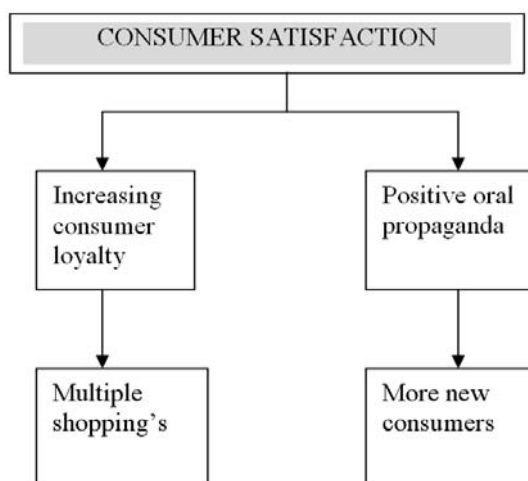 CONSUMER SATISFACTION
Increasing
consumer
loyalty
Positive oral
propaganda
Multiple
shopping’s
More new
consumers